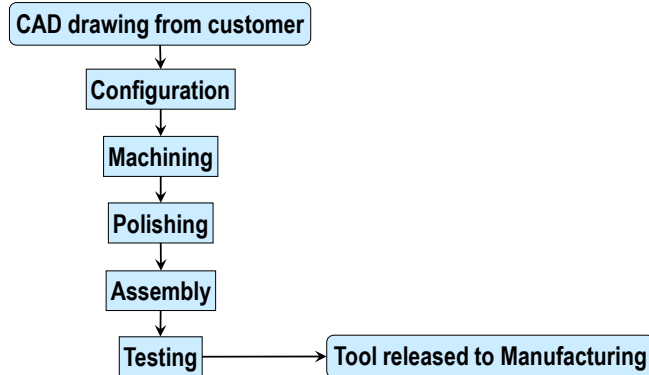 CAD drawing from customer
Configuration
Machining
Polishing
Assembly
Testing
Tool released to Manufacturing